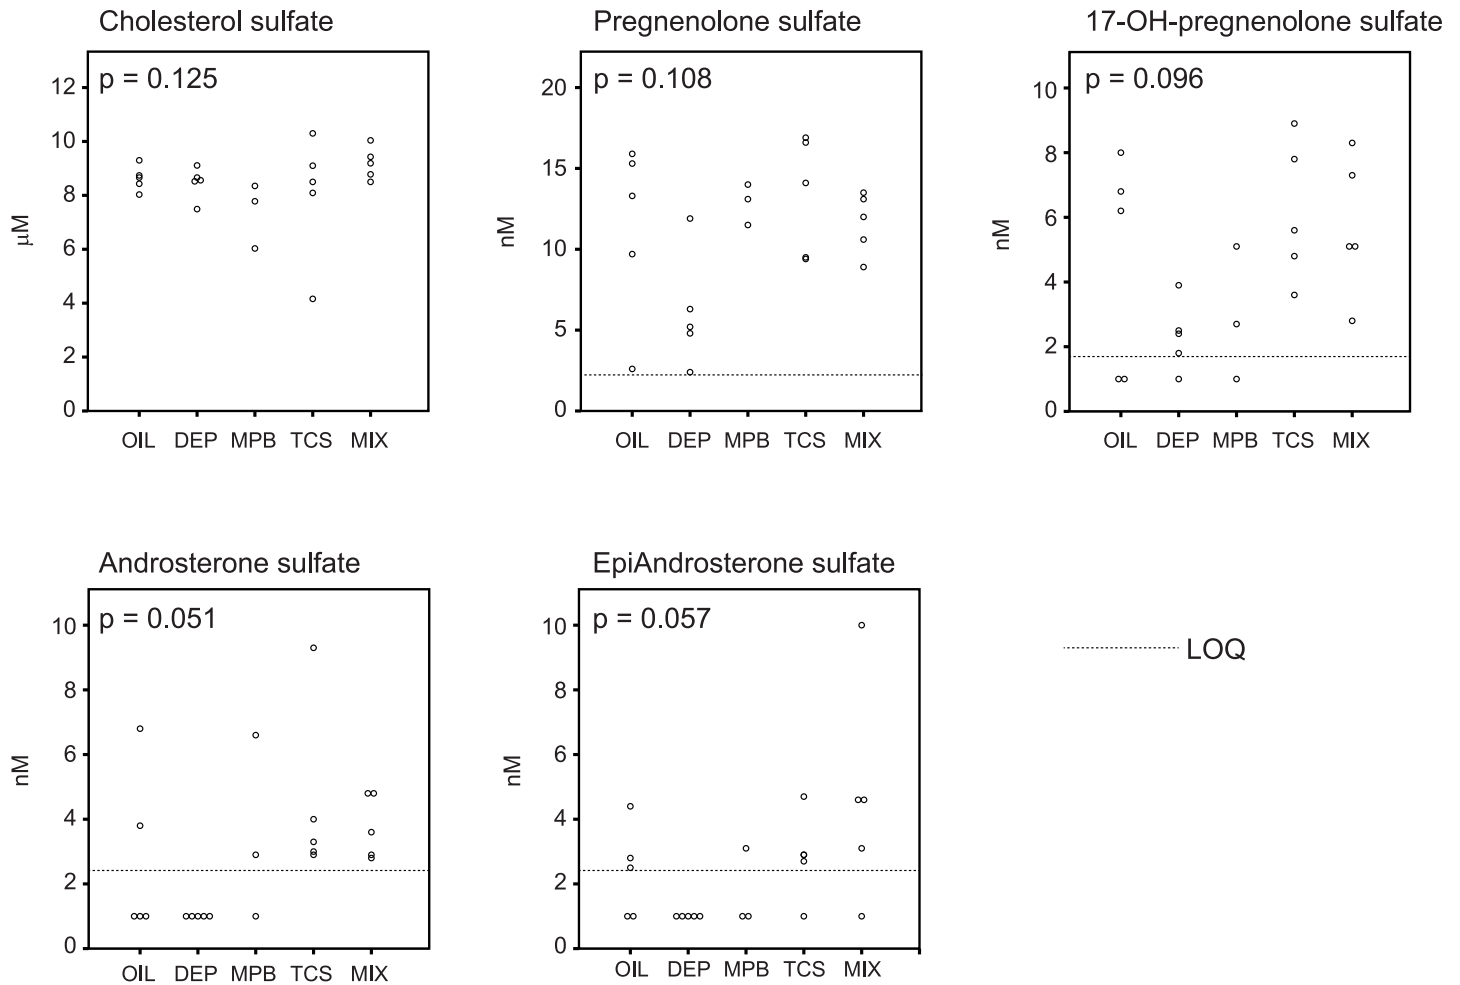 Cholesterol sulfate
p = 0.125
12
10
8
6
4
2
0
µM
OIL DEP MPB TCS MIX
Pregnenolone sulfate
p = 0.108
20
15
10
5
0
nM
OIL DEP MPB TCS MIX
17-OH-pregnenolone sulfate
p = 0.096
10
8
6
4
2
0
nM
OIL DEP MPB TCS MIX
Androsterone sulfate
p = 0.051
10
8
6
4
2
0
nM
OIL DEP MPB TCS MIX
EpiAndrosterone sulfate
p = 0.057
10
8
6
4
2
0
nM
OIL DEP MPB TCS MIX
LOQ